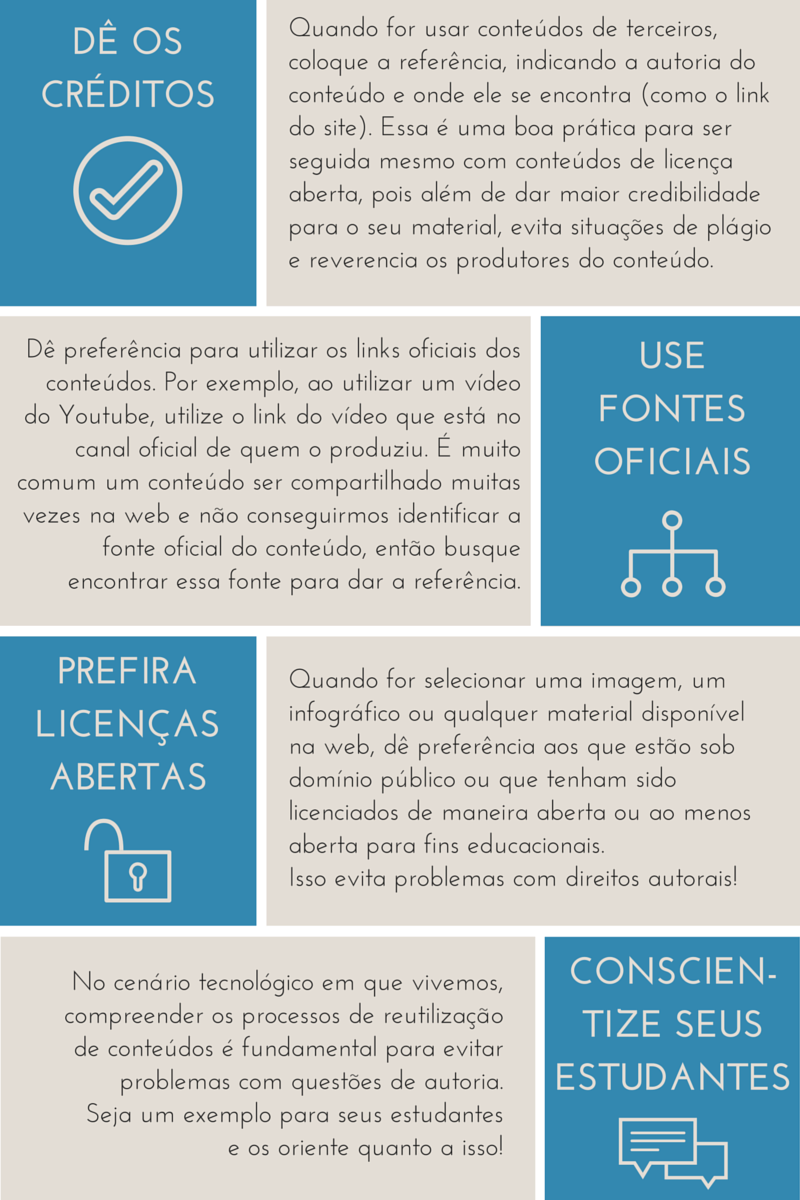 DÊ OS
CRÉDITOS
Quando for usar conteúdos de terceiros,
coloque a referência, indicando a autoria do
conteúdo e onde ele se encontra (como o link
do site). Essa é uma boa prática para ser
seguida mesmo com conteúdos de licença
aberta, pois além de dar maior credibilidade
para o seu material, evita situações de plágio
e reverencia os produtores do conteúdo.
Dê preferência para utilizar os links oficiais dos
conteúdos. Por exemplo, ao utilizar um vídeo
do Youtube, utilize o link do vídeo que está no
canal oficial de quem o produziu. É muito
comum um conteúdo ser compartilhado muitas
vezes na web e não conseguirmos identificar a
fonte oficial do conteúdo, então busque
encontrar essa fonte para dar a referência.
USE
FONTES
OFICIAIS
PREFIRA
LICENÇAS
ABERTAS
Quando for selecionar uma imagem, um
infográfico ou qualquer material disponível
na web, dê preferência aos que estão sob
domínio público ou que tenham sido
licenciados de maneira aberta ou ao menos
aberta para fins educacionais.
Isso evita problemas com direitos autorais!
No cenário tecnológico em que vivemos,
compreender os processos de reutilização
de conteúdos é fundamental para evitar
problemas com questões de autoria.
Seja um exemplo para seus estudantes
e os oriente quanto a isso!
CONSCIEN-
TIZE SEUS
ESTUDANTES